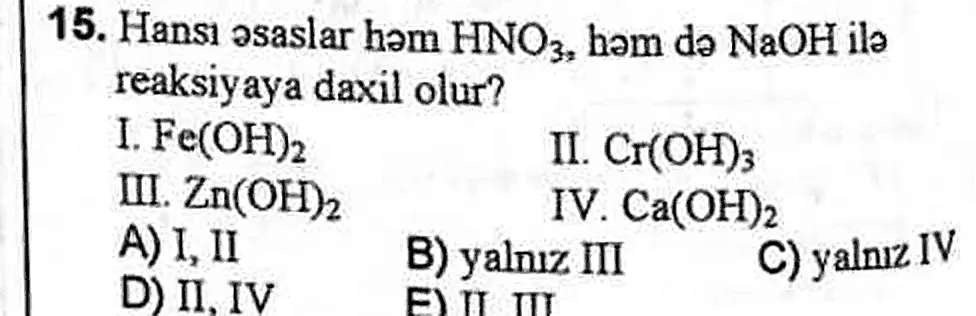 15. Hansı əsaslar həm HNO₃, həm də NaOH ilə
reaksiyaya daxil olur?
I. Fe(OH)₂ II. Cr(OH)₃
III. Zn(OH)₂ IV. Ca(OH)₂
A) I, II B) yalnız III C) yalnız IV
D) II, IV E) II, III